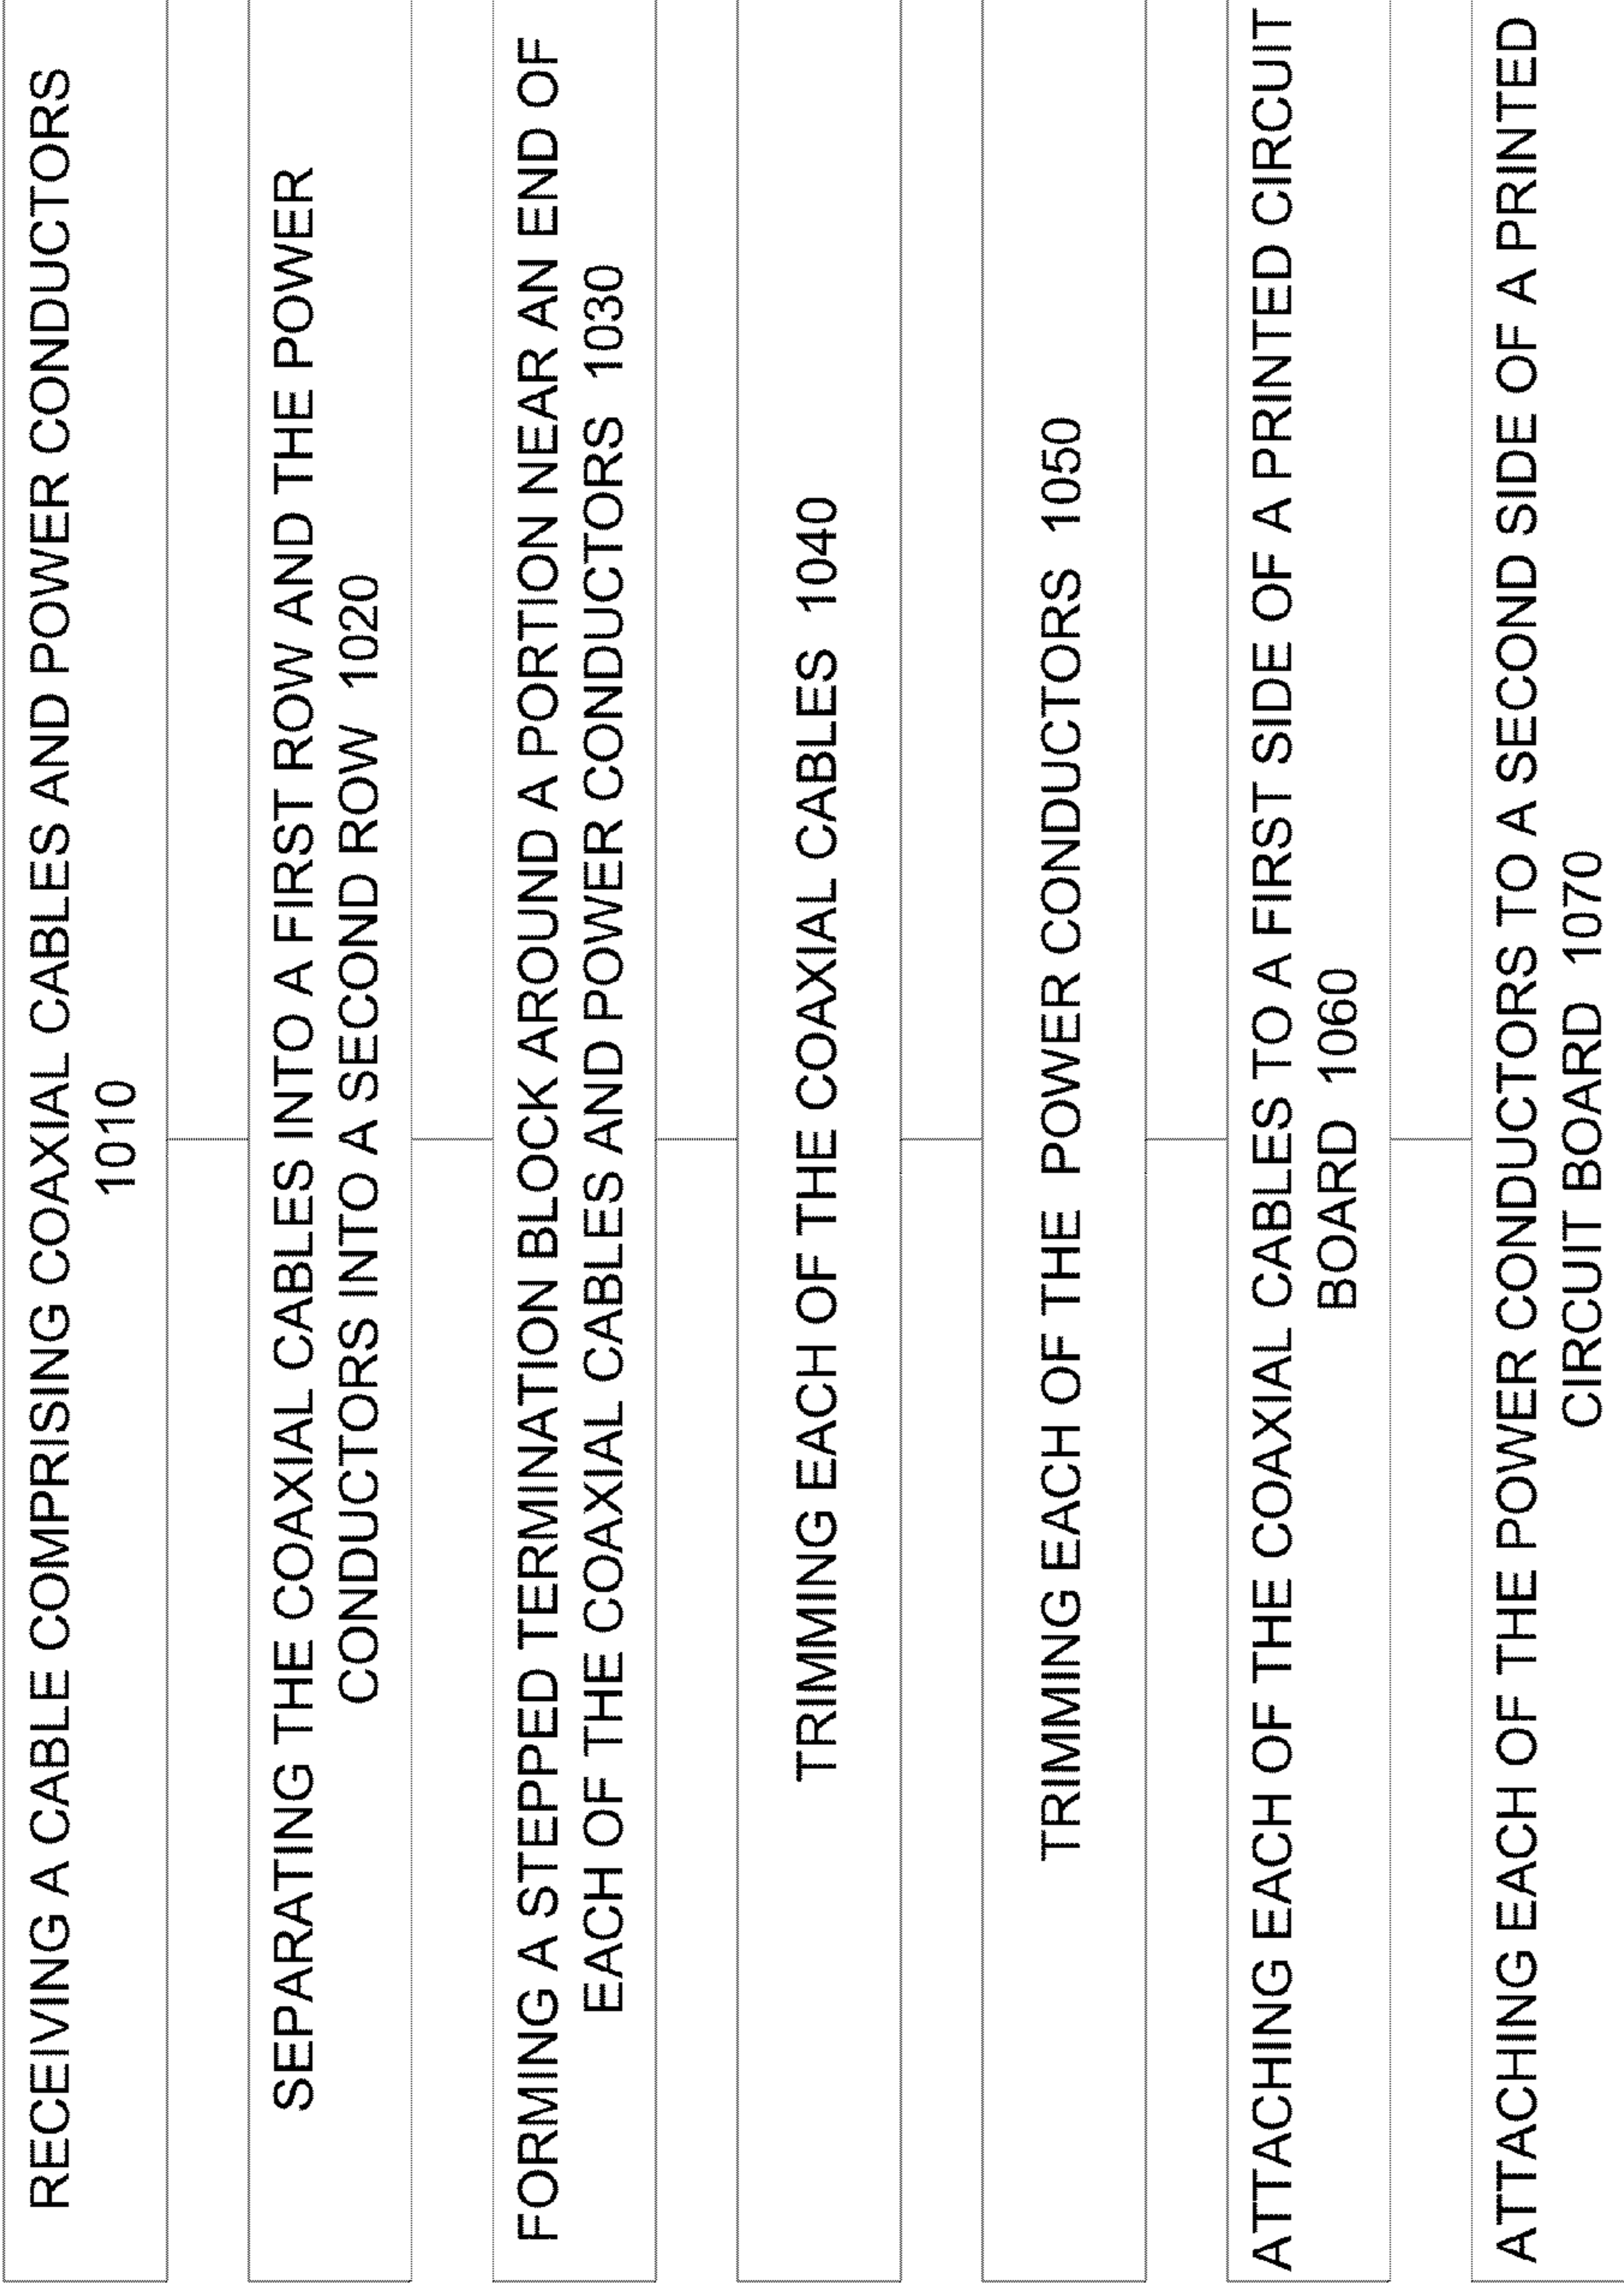 RECEIVING A CABLE COMPRISING COAXIAL CABLES AND POWER CONDUCTORS
1010
SEPARATING THE COAXIAL CABLES INTO A FIRST ROW AND THE POWER
CONDUCTORS INTO A SECOND ROW 1020
FORMING A STEPPED TERMINATION BLOCK AROUND A PORTION NEAR AN END OF
EACH OF THE COAXIAL CABLES AND POWER CONDUCTORS 1030
TRIMMING EACH OF THE COAXIAL CABLES 1040
TRIMMING EACH OF THE POWER CONDUCTORS 1050
ATTACHING EACH OF THE COAXIAL CABLES TO A FIRST SIDE OF A PRINTED CIRCUIT
BOARD 1060
ATTACHING EACH OF THE POWER CONDUCTORS TO A SECOND SIDE OF A PRINTED
CIRCUIT BOARD 1070